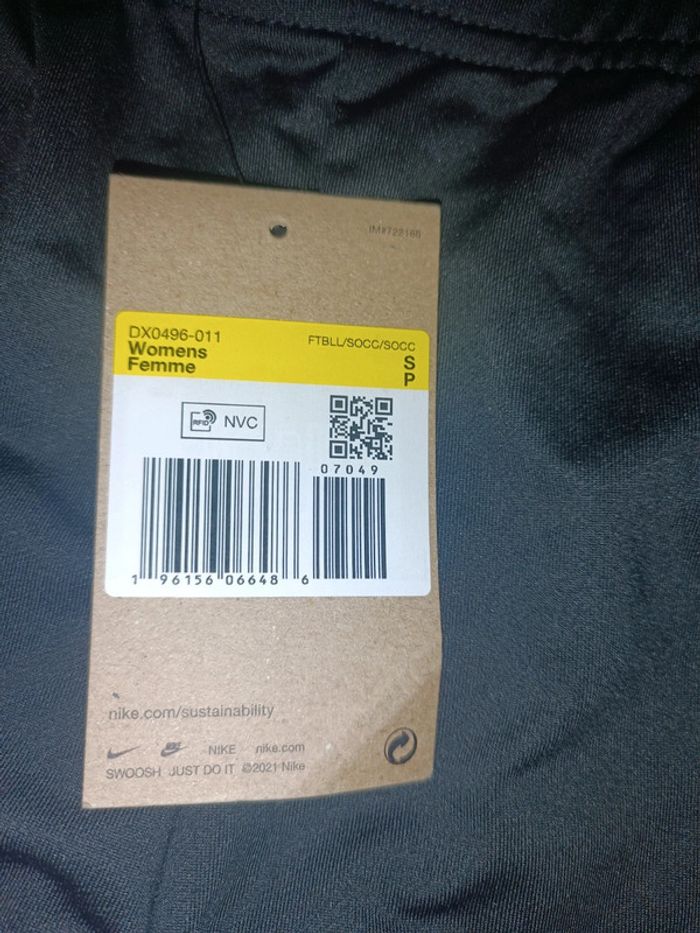 IM#722166
DX0496-011
FTBLL/SOCC/SOCC
Womens
S
Femme
P
RFID NVC
07049
1 96156 06648 6
nike.com/sustainability
NIKE nike.com
SWOOSH JUST DO IT ©2021 Nike